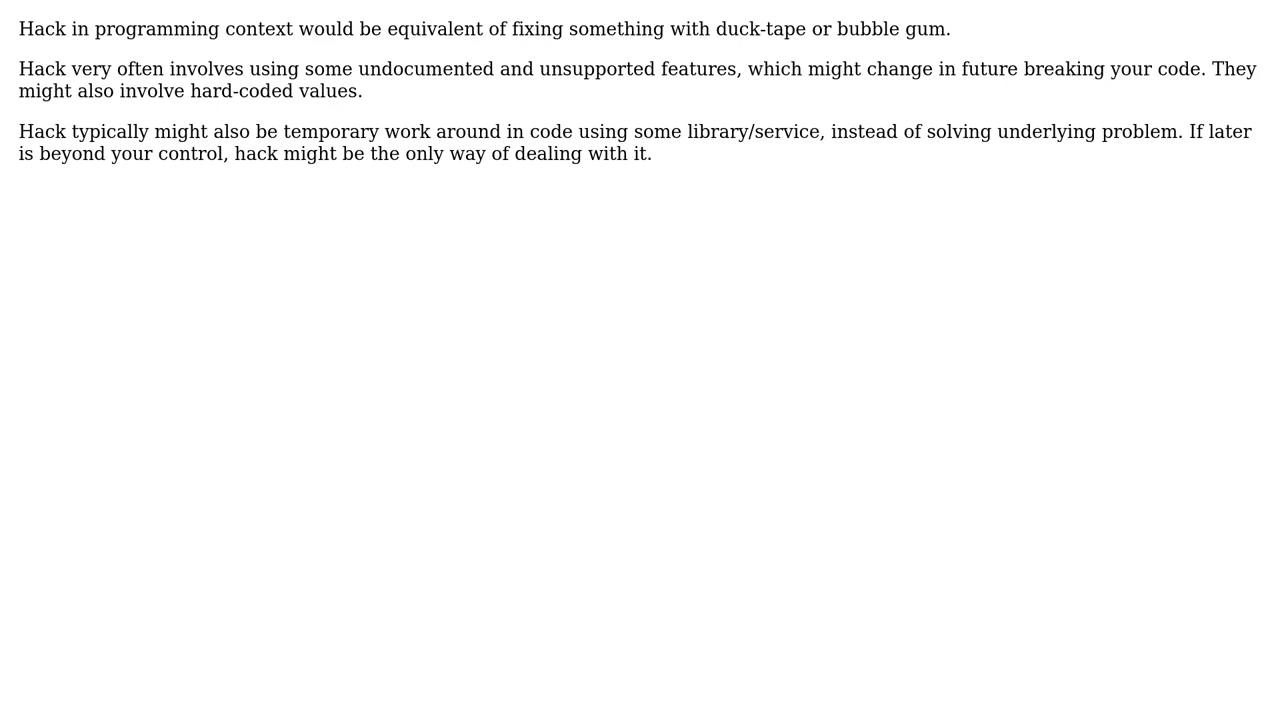 Hack in programming context would be equivalent of fixing something with duck-tape or bubble gum.
Hack very often involves using some undocumented and unsupported features, which might change in future breaking your code. They
might also involve hard-coded values.
Hack typically might also be temporary work around in code using some library/service, instead of solving underlying problem. If later
is beyond your control, hack might be the only way of dealing with it.